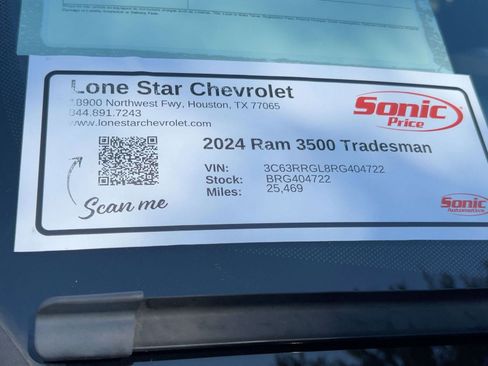 Lone Star Chevrolet
18900 Northwest Fwy, Houston, TX 77065
844.891.7243
www.lonestarchevrolet.com
Sonic
Price
2024 Ram 3500 Tradesman
VIN: 3C63RRGL8RG404722
Stock: BRG404722
Miles: 25,469
Scan me
Sonic
Automotive